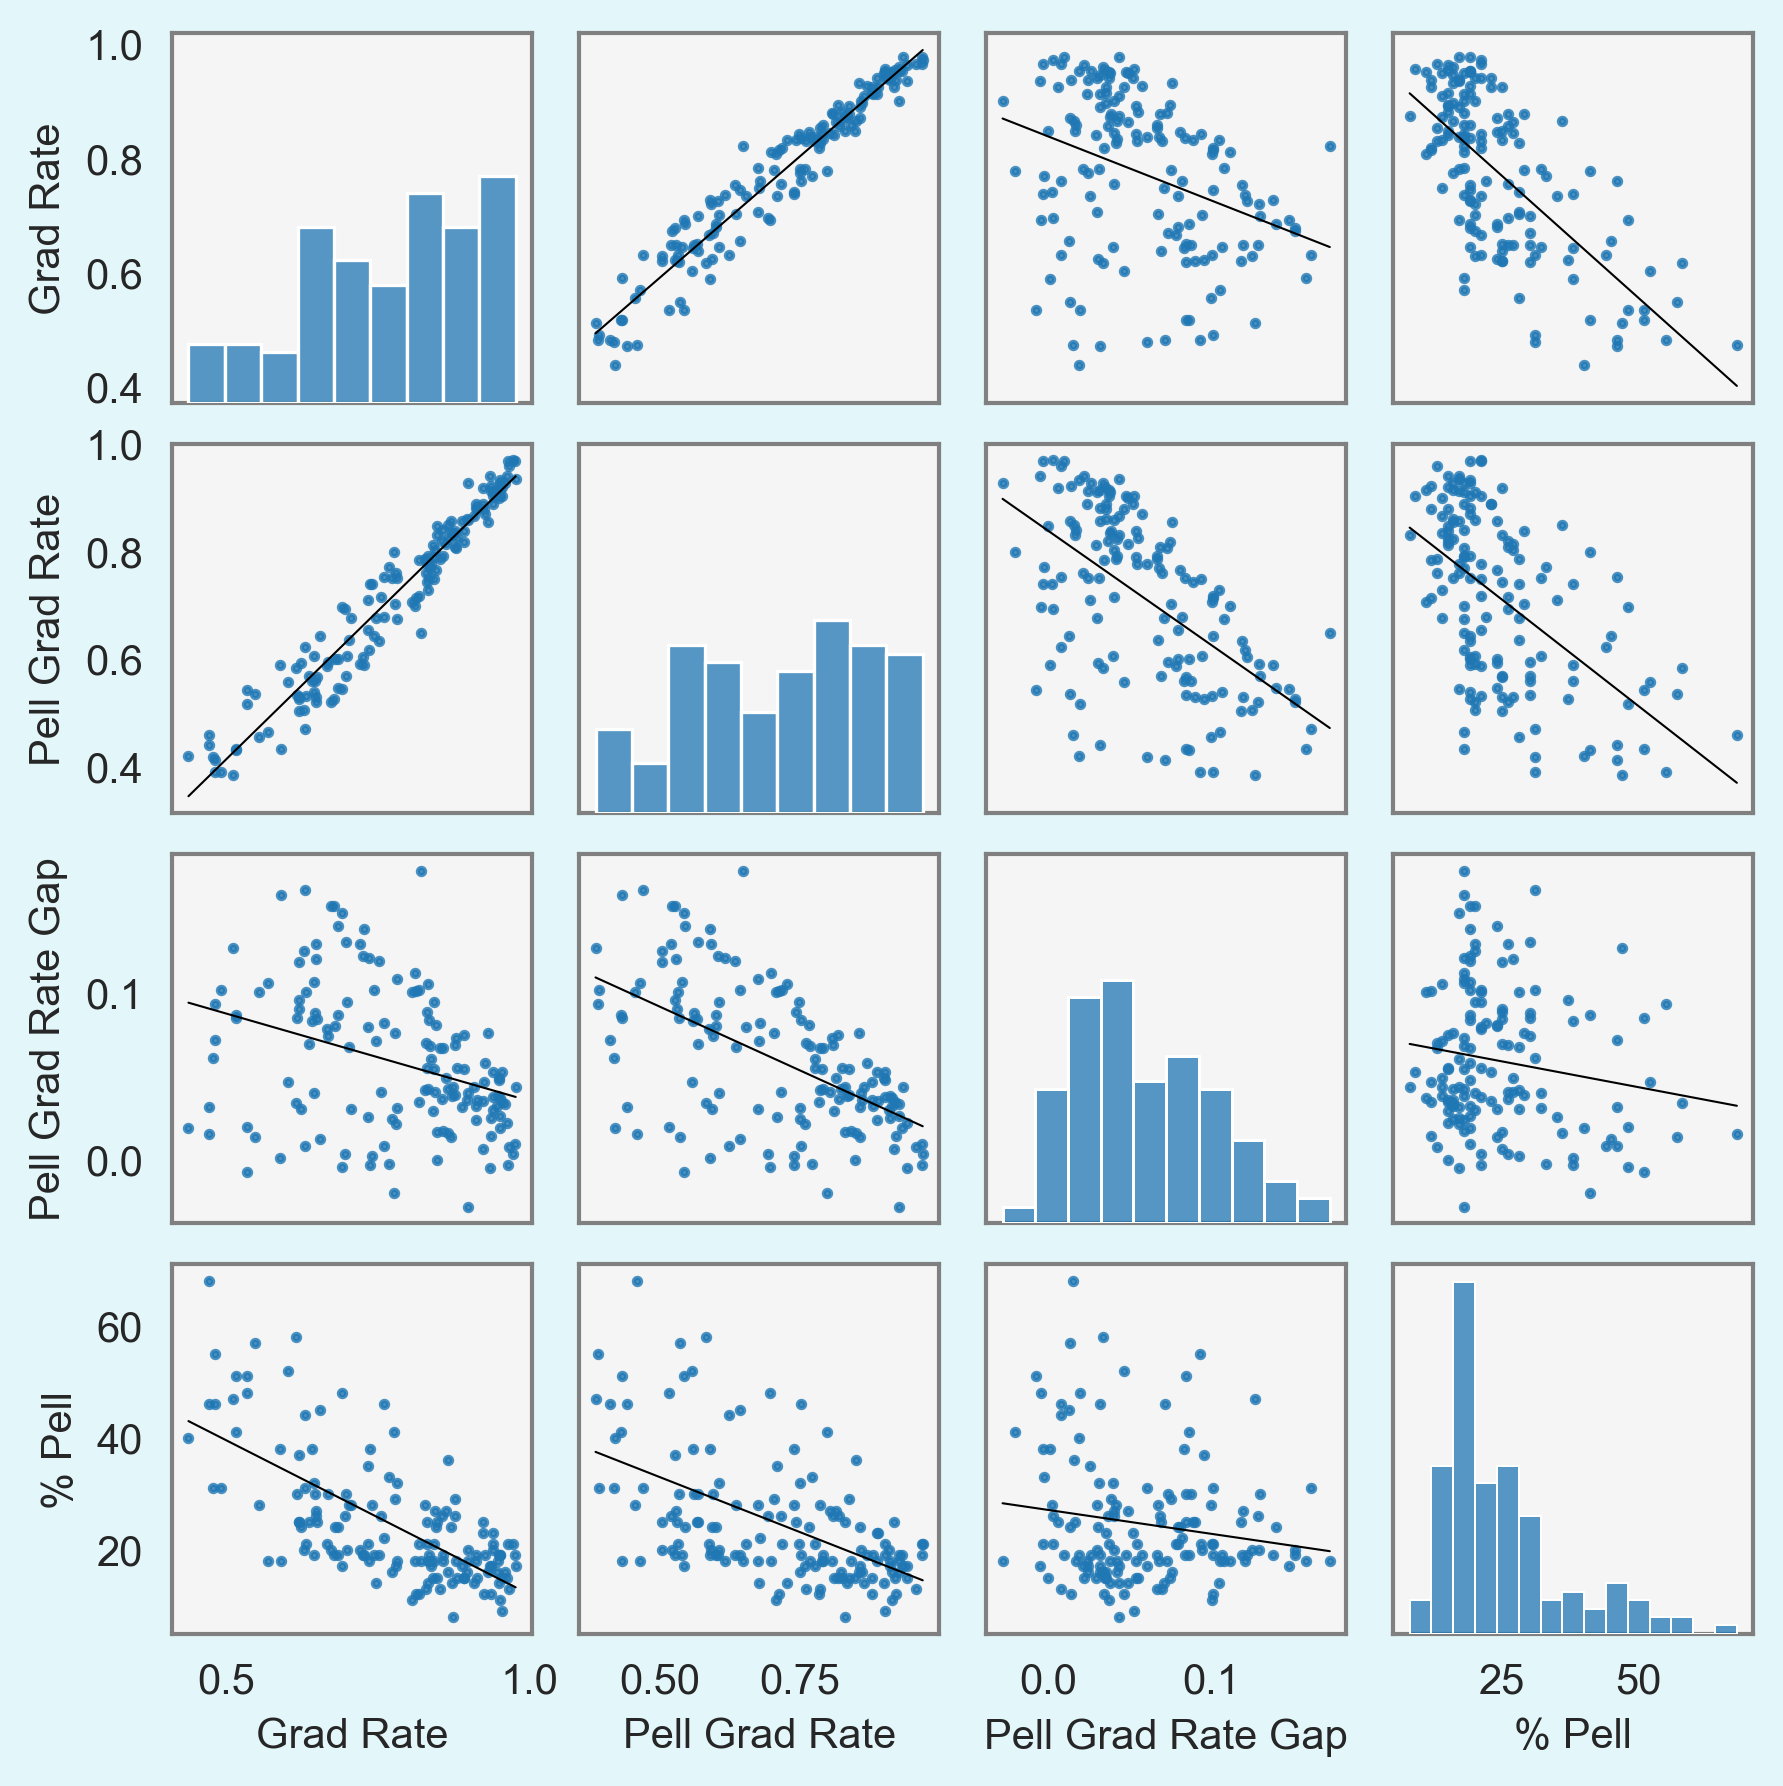 Grad Rate
1.0
0.8
0.6
0.4
Pell Grad Rate
1.0
0.8
0.6
0.4
Pell Grad Rate Gap
0.1
0.0
% Pell
60
40
20
0.5 1.0 0.50 0.75 0.0 0.1 25 50
Grad Rate Pell Grad Rate Pell Grad Rate Gap % Pell